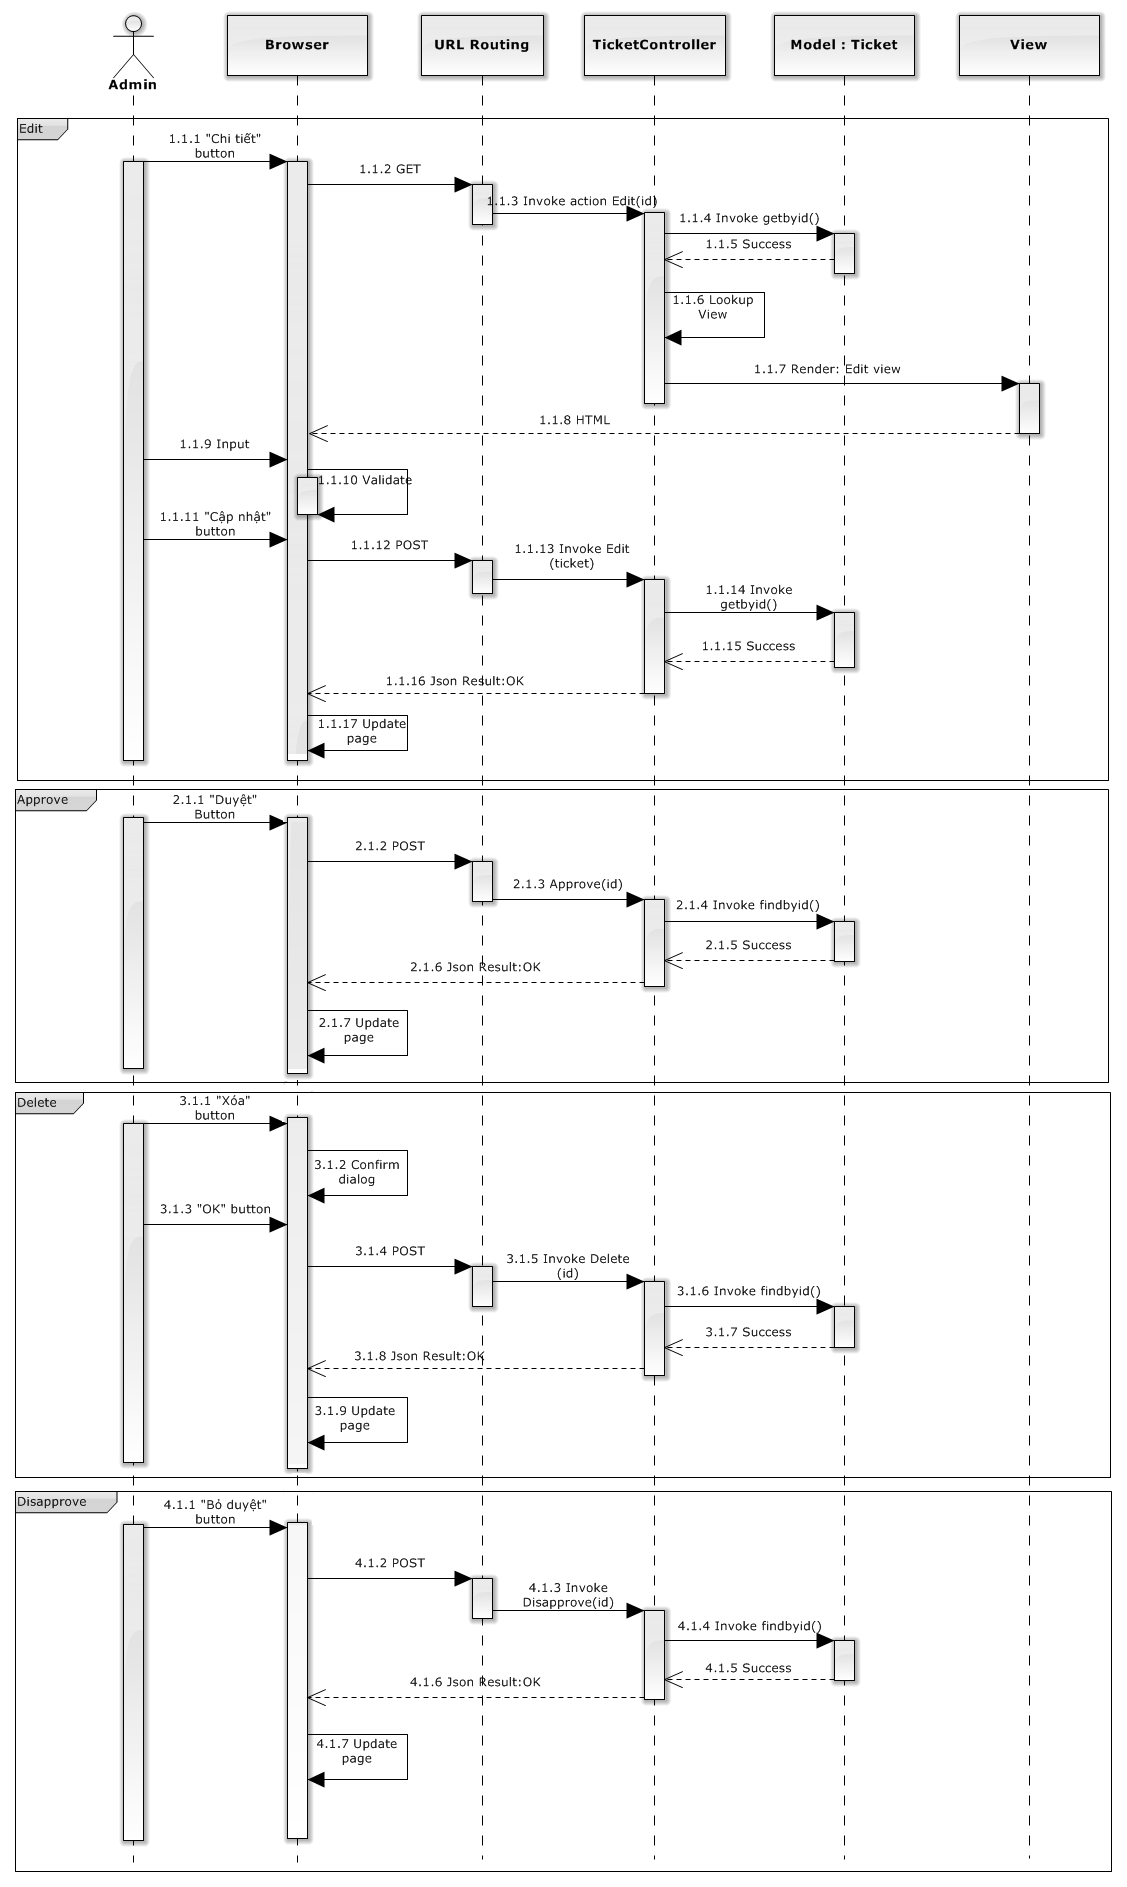 Admin
Browser
URL Routing
TicketController
Model : Ticket
View
Edit
1.1.1 "Chi tiết"
button
1.1.2 GET
1.1.3 Invoke action Edit(id)
1.1.4 Invoke getbyid()
1.1.5 Success
1.1.6 Lookup
View
1.1.7 Render: Edit view
1.1.8 HTML
1.1.9 Input
1.1.10 Validate
1.1.11 "Cập nhật"
button
1.1.12 POST
1.1.13 Invoke Edit
(ticket)
1.1.14 Invoke
getbyid()
1.1.15 Success
1.1.16 Json Result:OK
1.1.17 Update
page
Approve
2.1.1 "Duyệt"
Button
2.1.2 POST
2.1.3 Approve(id)
2.1.4 Invoke findbyid()
2.1.5 Success
2.1.6 Json Result:OK
2.1.7 Update
page
Delete
3.1.1 "Xóa"
button
3.1.2 Confirm
dialog
3.1.3 "OK" button
3.1.4 POST
3.1.5 Invoke Delete
(id)
3.1.6 Invoke findbyid()
3.1.7 Success
3.1.8 Json Result:OK
3.1.9 Update
page
Disapprove
4.1.1 "Bỏ duyệt"
button
4.1.2 POST
4.1.3 Invoke
Disapprove(id)
4.1.4 Invoke findbyid()
4.1.5 Success
4.1.6 Json Result:OK
4.1.7 Update
page